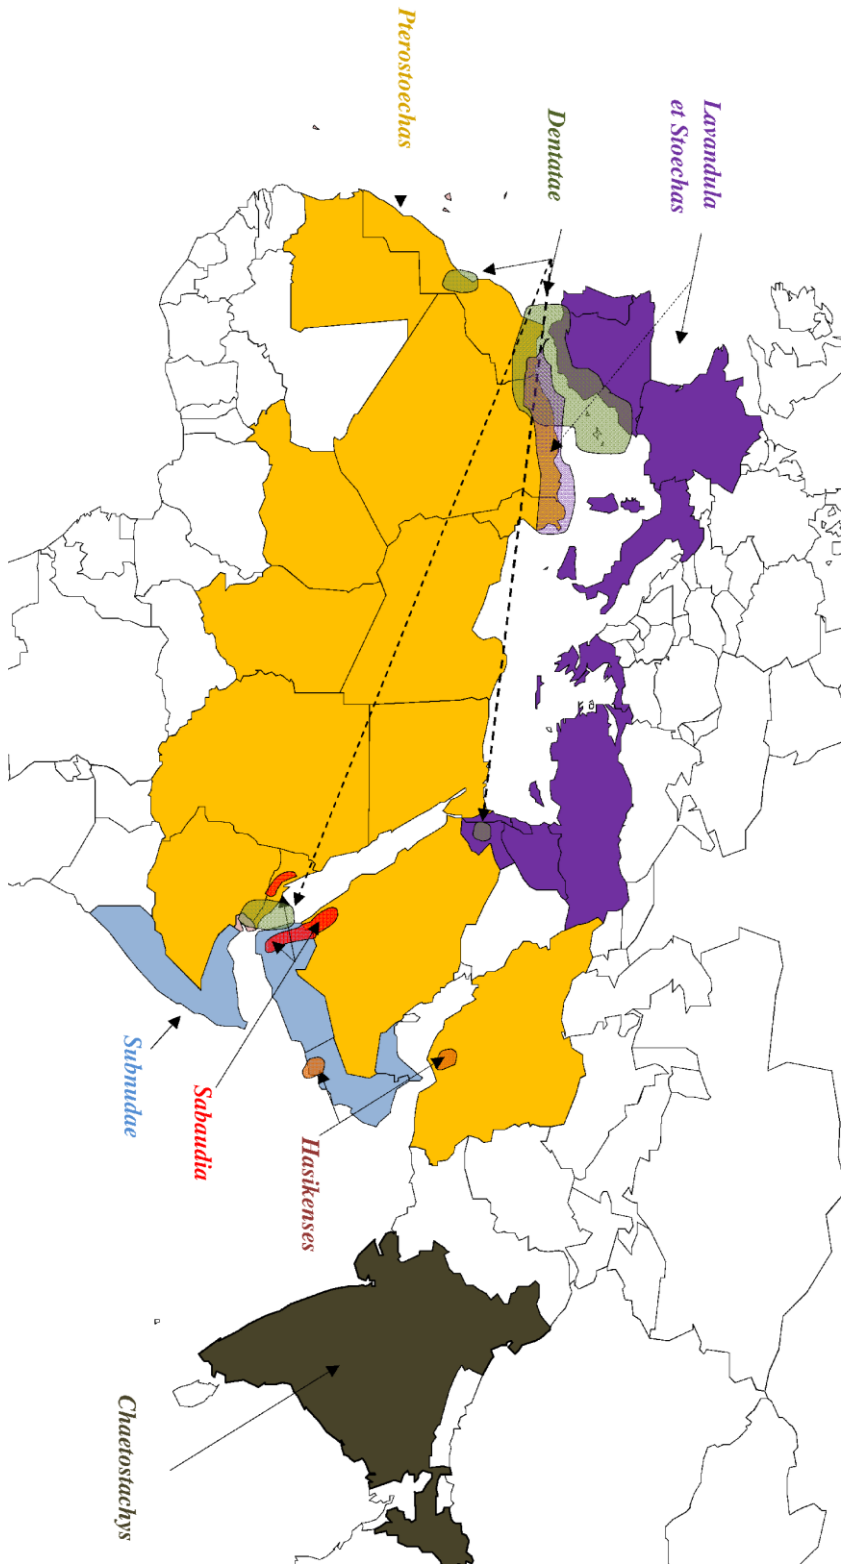 Lavandula
et Stoechas
Dentatae
Pterostoechas
Subnudae
Sabaudia
Hasikenses
Chaetostachys